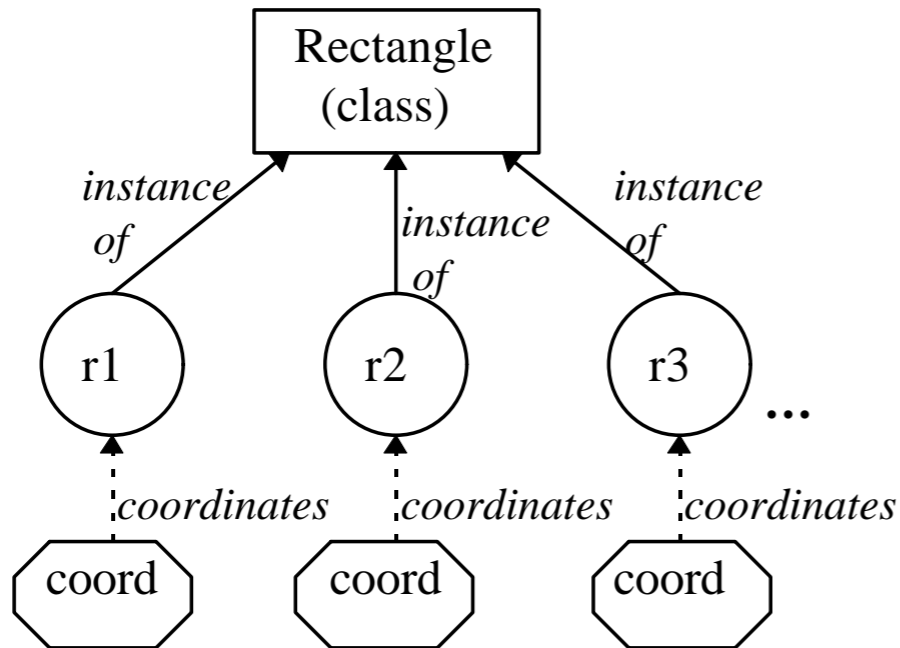 Rectangle
(class)
instance
of
instance
of
instance
of
r1
r2
r3
...
coordinates
coordinates
coordinates
coord
coord
coord